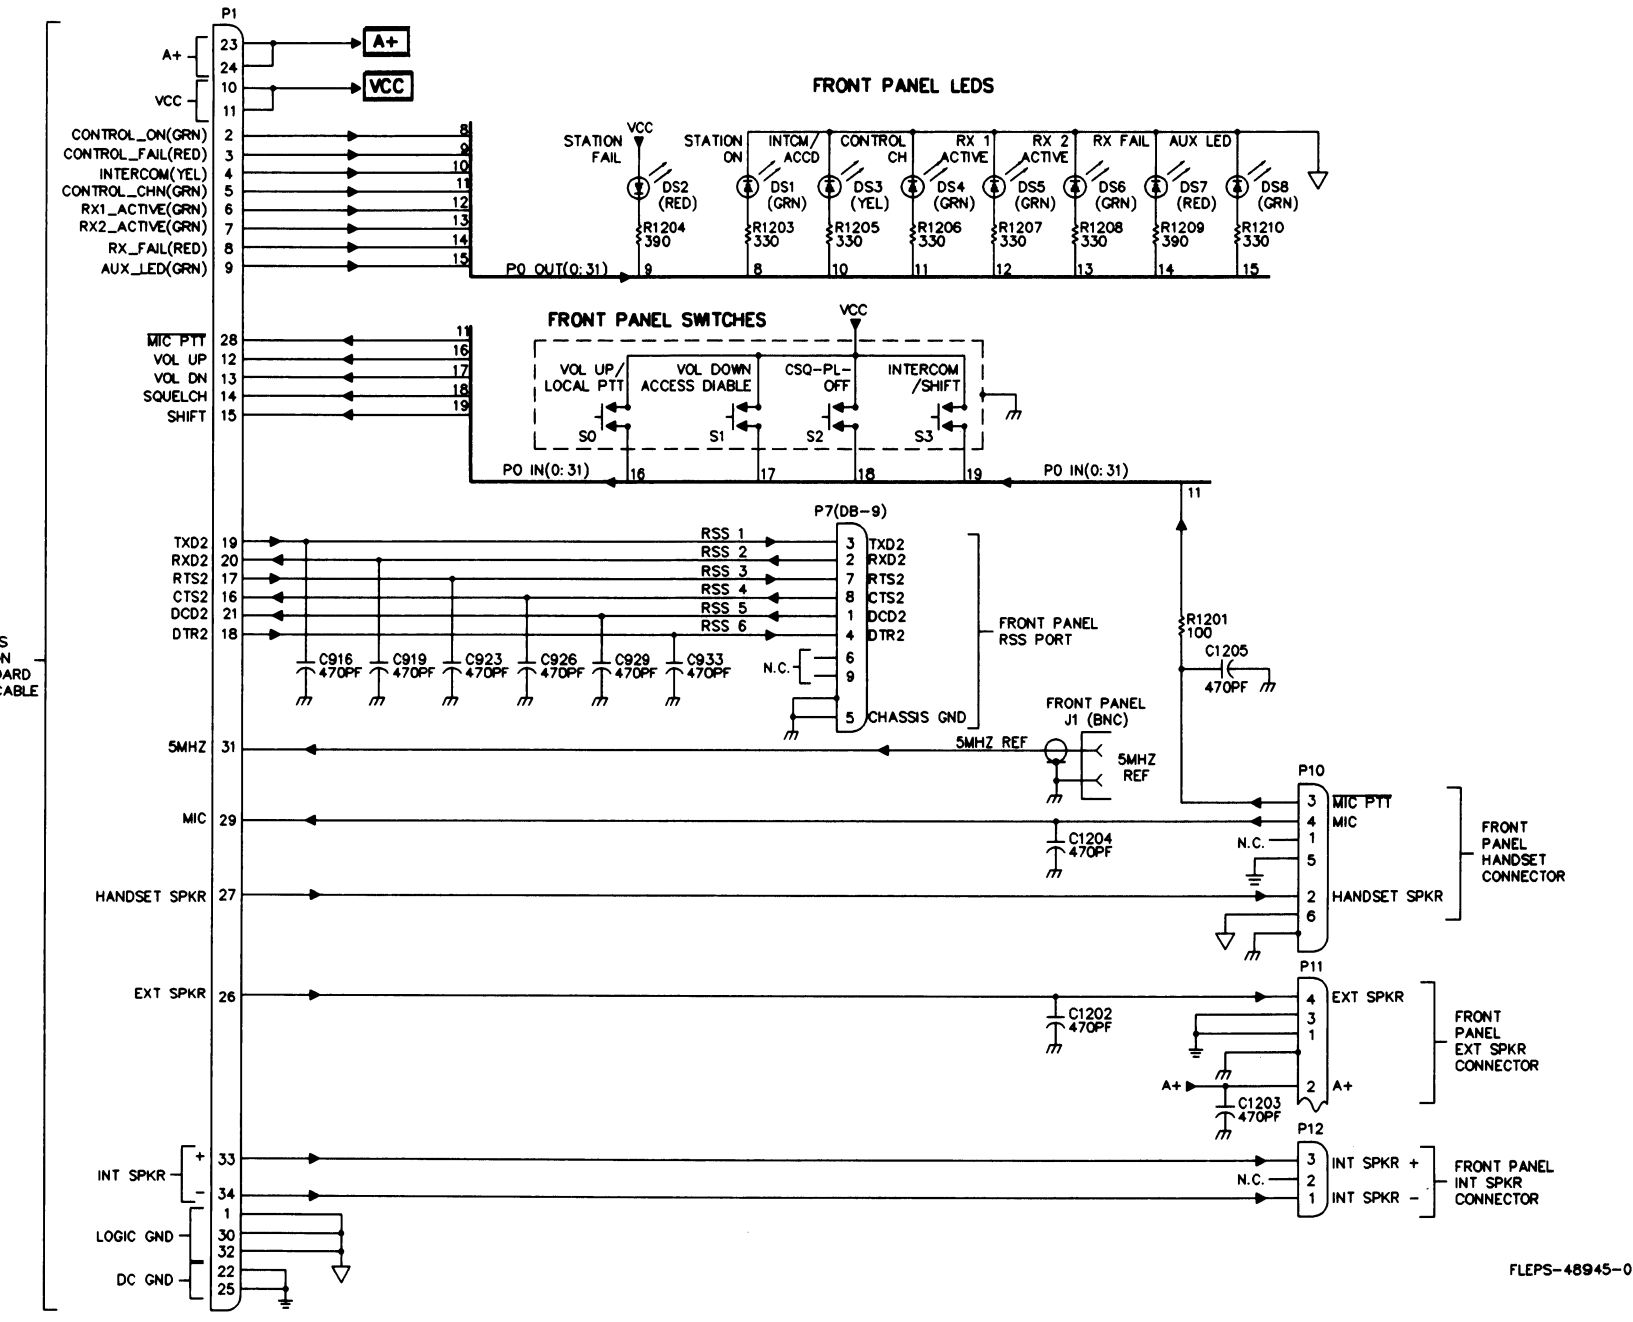 P1
A+ 23 24 A+
VCC 10 11 VCC
CONTROL_ON(GRN) 2 8
CONTROL_FAIL(RED) 3 9
INTERCOM(YEL) 4 10
CONTROL_CHN(GRN) 5 11
RX1_ACTIVE(GRN) 6 12
RX2_ACTIVE(GRN) 7 13
RX_FAIL(RED) 8 14
AUX_LED(GRN) 9 15
FRONT PANEL LEDS
VCC
STATION FAIL
STATION ON
INTCM/ ACCD
CONTROL CH
RX 1 ACTIVE
RX 2 ACTIVE
RX FAIL
AUX LED
DS2 (RED)
DS1 (GRN)
DS3 (YEL)
DS4 (GRN)
DS5 (GRN)
DS6 (GRN)
DS7 (RED)
DS8 (GRN)
R1204 390
R1203 330
R1205 330
R1206 330
R1207 330
R1208 330
R1209 390
R1210 330
PO OUT(0:31) 9 8 10 11 12 13 14 15
MIC PTT 28 11
VOL UP 12 16
VOL DN 13 17
SQUELCH 14 18
SHIFT 15 19
FRONT PANEL SWITCHES
VCC
VOL UP/ LOCAL PTT
VOL DOWN ACCESS DIABLE
CSQ-PL- OFF
INTERCOM /SHIFT
S0 S1 S2 S3
PO IN(0:31) 16 17 18 19 PO IN(0:31)
11
P7(DB-9)
TXD2 19 RSS 1 3 TXD2
RXD2 20 RSS 2 2 RXD2
RTS2 17 RSS 3 7 RTS2
CTS2 16 RSS 4 8 CTS2
DCD2 21 RSS 5 1 DCD2
DTR2 18 RSS 6 4 DTR2
C916 470PF
C919 470PF
C923 470PF
C926 470PF
C929 470PF
C933 470PF
N.C. 6 9
5 CHASSIS GND
FRONT PANEL
RSS PORT
R1201
100
C1205
470PF
S
ON
OARD
CABLE
FRONT PANEL
J1 (BNC)
5MHZ 31 5MHZ REF
5MHZ
REF
P10
3 MIC PTT
MIC 29 4 MIC
C1204
470PF
N.C. 1
5
HANDSET SPKR 27 2 HANDSET SPKR
6
FRONT
PANEL
HANDSET
CONNECTOR
P11
EXT SPKR 26 4 EXT SPKR
C1202
470PF
3
1
A+ 2 A+
C1203
470PF
FRONT
PANEL
EXT SPKR
CONNECTOR
P12
INT SPKR
+ 33 3 INT SPKR +
N.C. 2
- 34 1 INT SPKR -
FRONT PANEL
INT SPKR
CONNECTOR
LOGIC GND 1 30 32
DC GND 22 25
FLEPS-48945-0